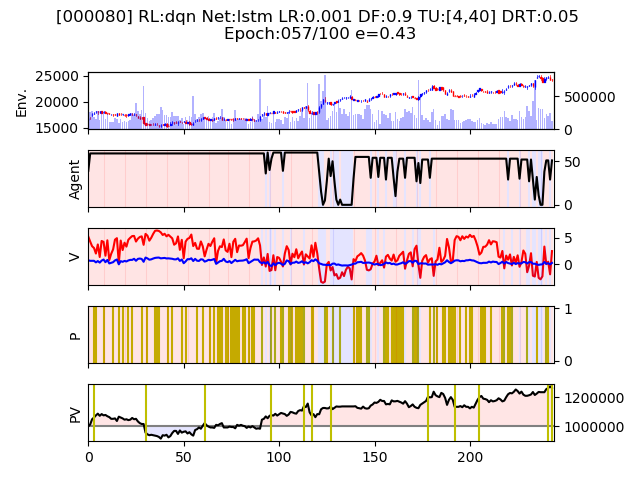 [000080] RL:dqn Net:lstm LR:0.001 DF:0.9 TU:[4,40] DRT:0.05
Epoch:057/100 e=0.43
Env.
25000
20000
15000
500000
0
Agent
50
0
V
5
0
P
1
0
PV
1200000
1000000
0
50
100
150
200